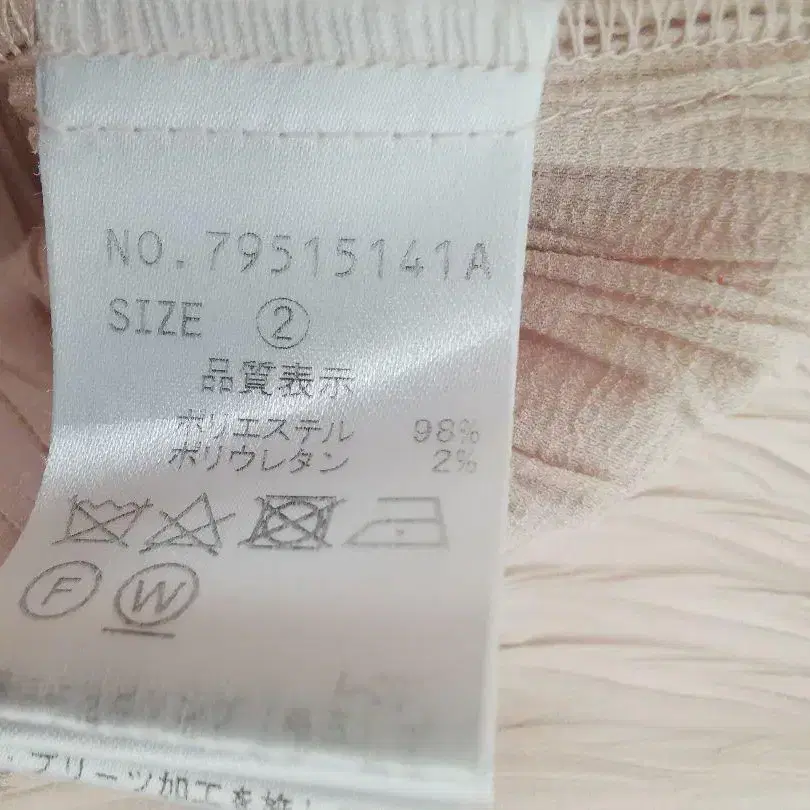 NO.79515141A
SIZE ②
品質表示
ポリエステル 98%
ポリウレタン 2%
F W
プリーツ加工を施し